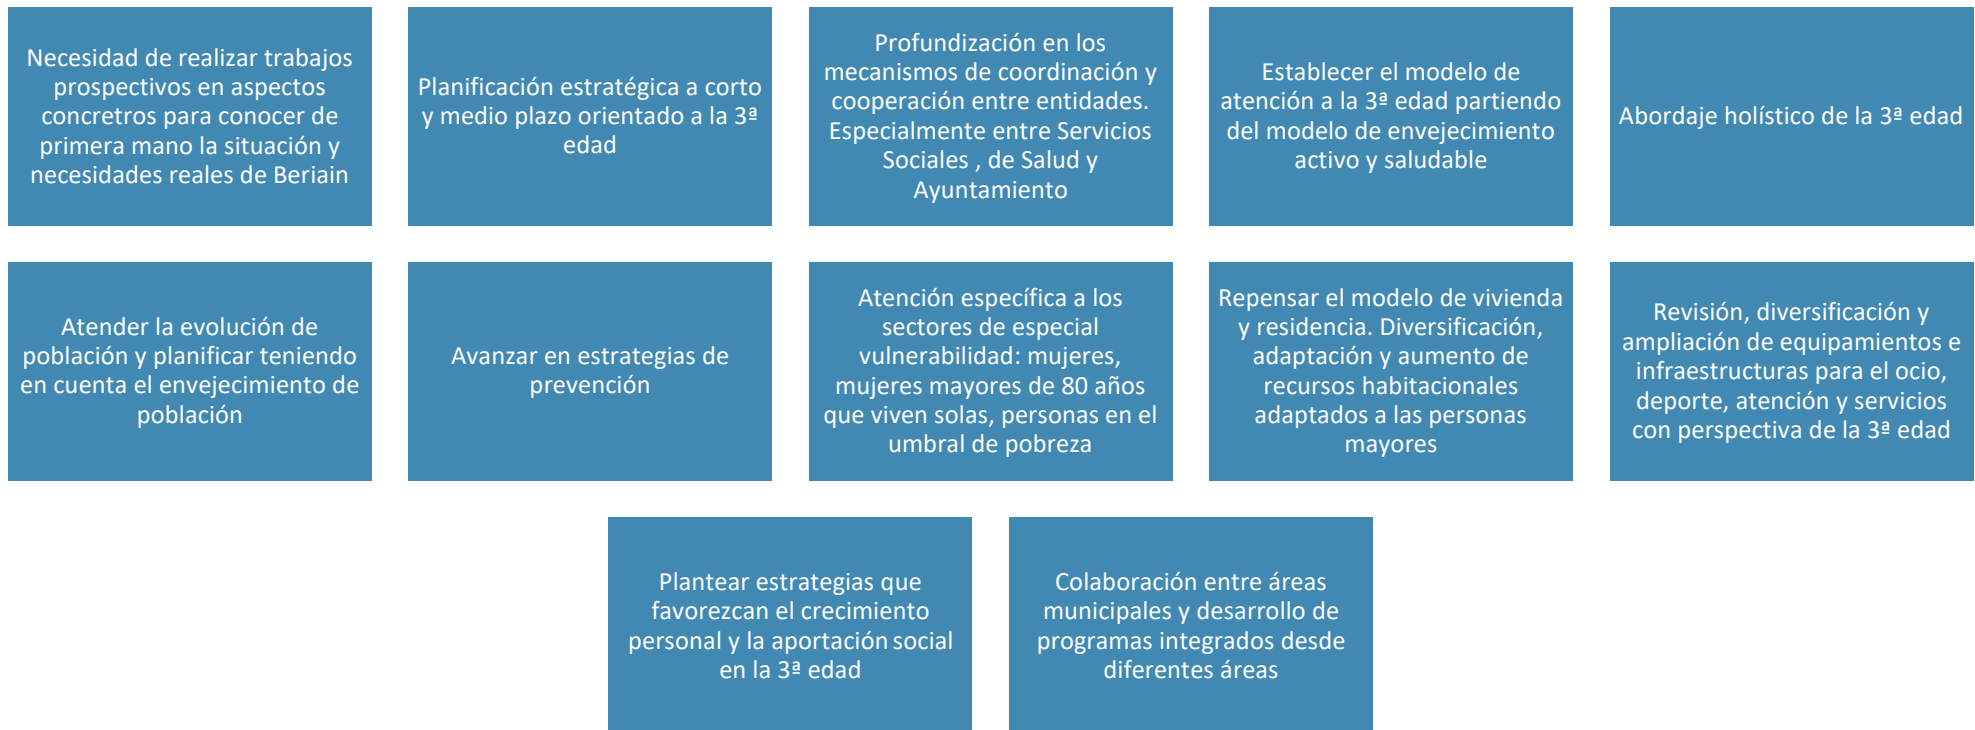 Necesidad de realizar trabajos
prospectivos en aspectos
concretros para conocer de
primera mano la situación y
necesidades reales de Beriain
Planificación estratégica a corto
y medio plazo orientado a la 3ª
edad
Profundización en los
mecanismos de coordinación y
cooperación entre entidades.
Especialmente entre Servicios
Sociales , de Salud y
Ayuntamiento
Establecer el modelo de
atención a la 3ª edad partiendo
del modelo de envejecimiento
activo y saludable
Abordaje holístico de la 3ª edad
Atender la evolución de
población y planificar teniendo
en cuenta el envejecimiento de
población
Avanzar en estrategias de
prevención
Atención específica a los
sectores de especial
vulnerabilidad: mujeres,
mujeres mayores de 80 años
que viven solas, personas en el
umbral de pobreza
Repensar el modelo de vivienda
y residencia. Diversificación,
adaptación y aumento de
recursos habitacionales
adaptados a las personas
mayores
Revisión, diversificación y
ampliación de equipamientos e
infraestructuras para el ocio,
deporte, atención y servicios
con perspectiva de la 3ª edad
Plantear estrategias que
favorezcan el crecimiento
personal y la aportación social
en la 3ª edad
Colaboración entre áreas
municipales y desarrollo de
programas integrados desde
diferentes áreas